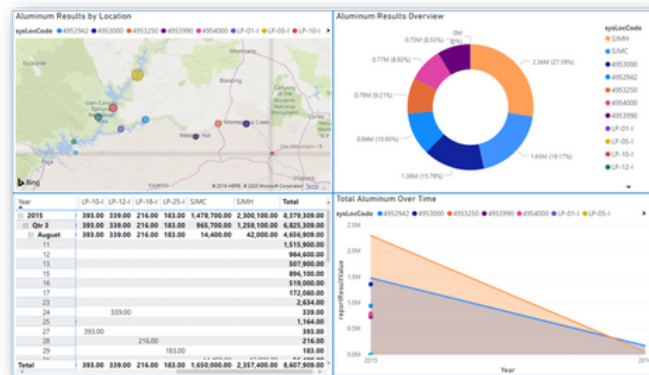 Aluminum Results by Location
sysLocCode 4952942 4953000 4953250 4953990 4954000 LP-01-I LP-05-I LP-10-I
Monticello
Blanding
Escalante
Glen Canyon
Montezuma Creek
Mexican Hat
Page
Kayenta
Bing
Aluminum Results Overview
sysLocCode
SJMH
SJMC
4953000
4952942
4953250
4954000
4953990
LP-01-I
LP-05-I
LP-10-I
LP-12-I
0M
0.73M (8.53%)
0.77M (8.92%)
0.79M (9.21%)
0.94M (10.95%)
1.36M (15.79%)
1.65M (19.17%)
2.36M (27.39%)
Year LP-10-I LP-12-I LP-18-I LP-25-I SJMC SJMH Total
2015 393.00 339.00 216.00 183.00 1,478,700.00 2,300,100.00 8,379,309.00
Qtr 3 393.00 339.00 216.00 183.00 965,700.00 1,259,100.00 6,825,309.00
August 393.00 339.00 216.00 183.00 14,400.00 42,000.00 4,656,909.00
11 1,515,900.00
12 984,600.00
13 507,900.00
15 896,100.00
16 519,000.00
17 172,080.00
23 2,634.00
24 339.00 339.00
25 1,164.00
27 393.00 393.00
28 216.00 216.00
29 183.00 183.00
Total 393.00 339.00 216.00 183.00 1,650,000.00 2,357,400.00 8,607,909.00
Total Aluminum Over Time
sysLocCode 4952942 4953000 4953250 4953990 4954000 LP-01-I LP-05-I
reportResultValue
2.5M
2.0M
1.5M
1.0M
0.5M
0.0M
2015
Year